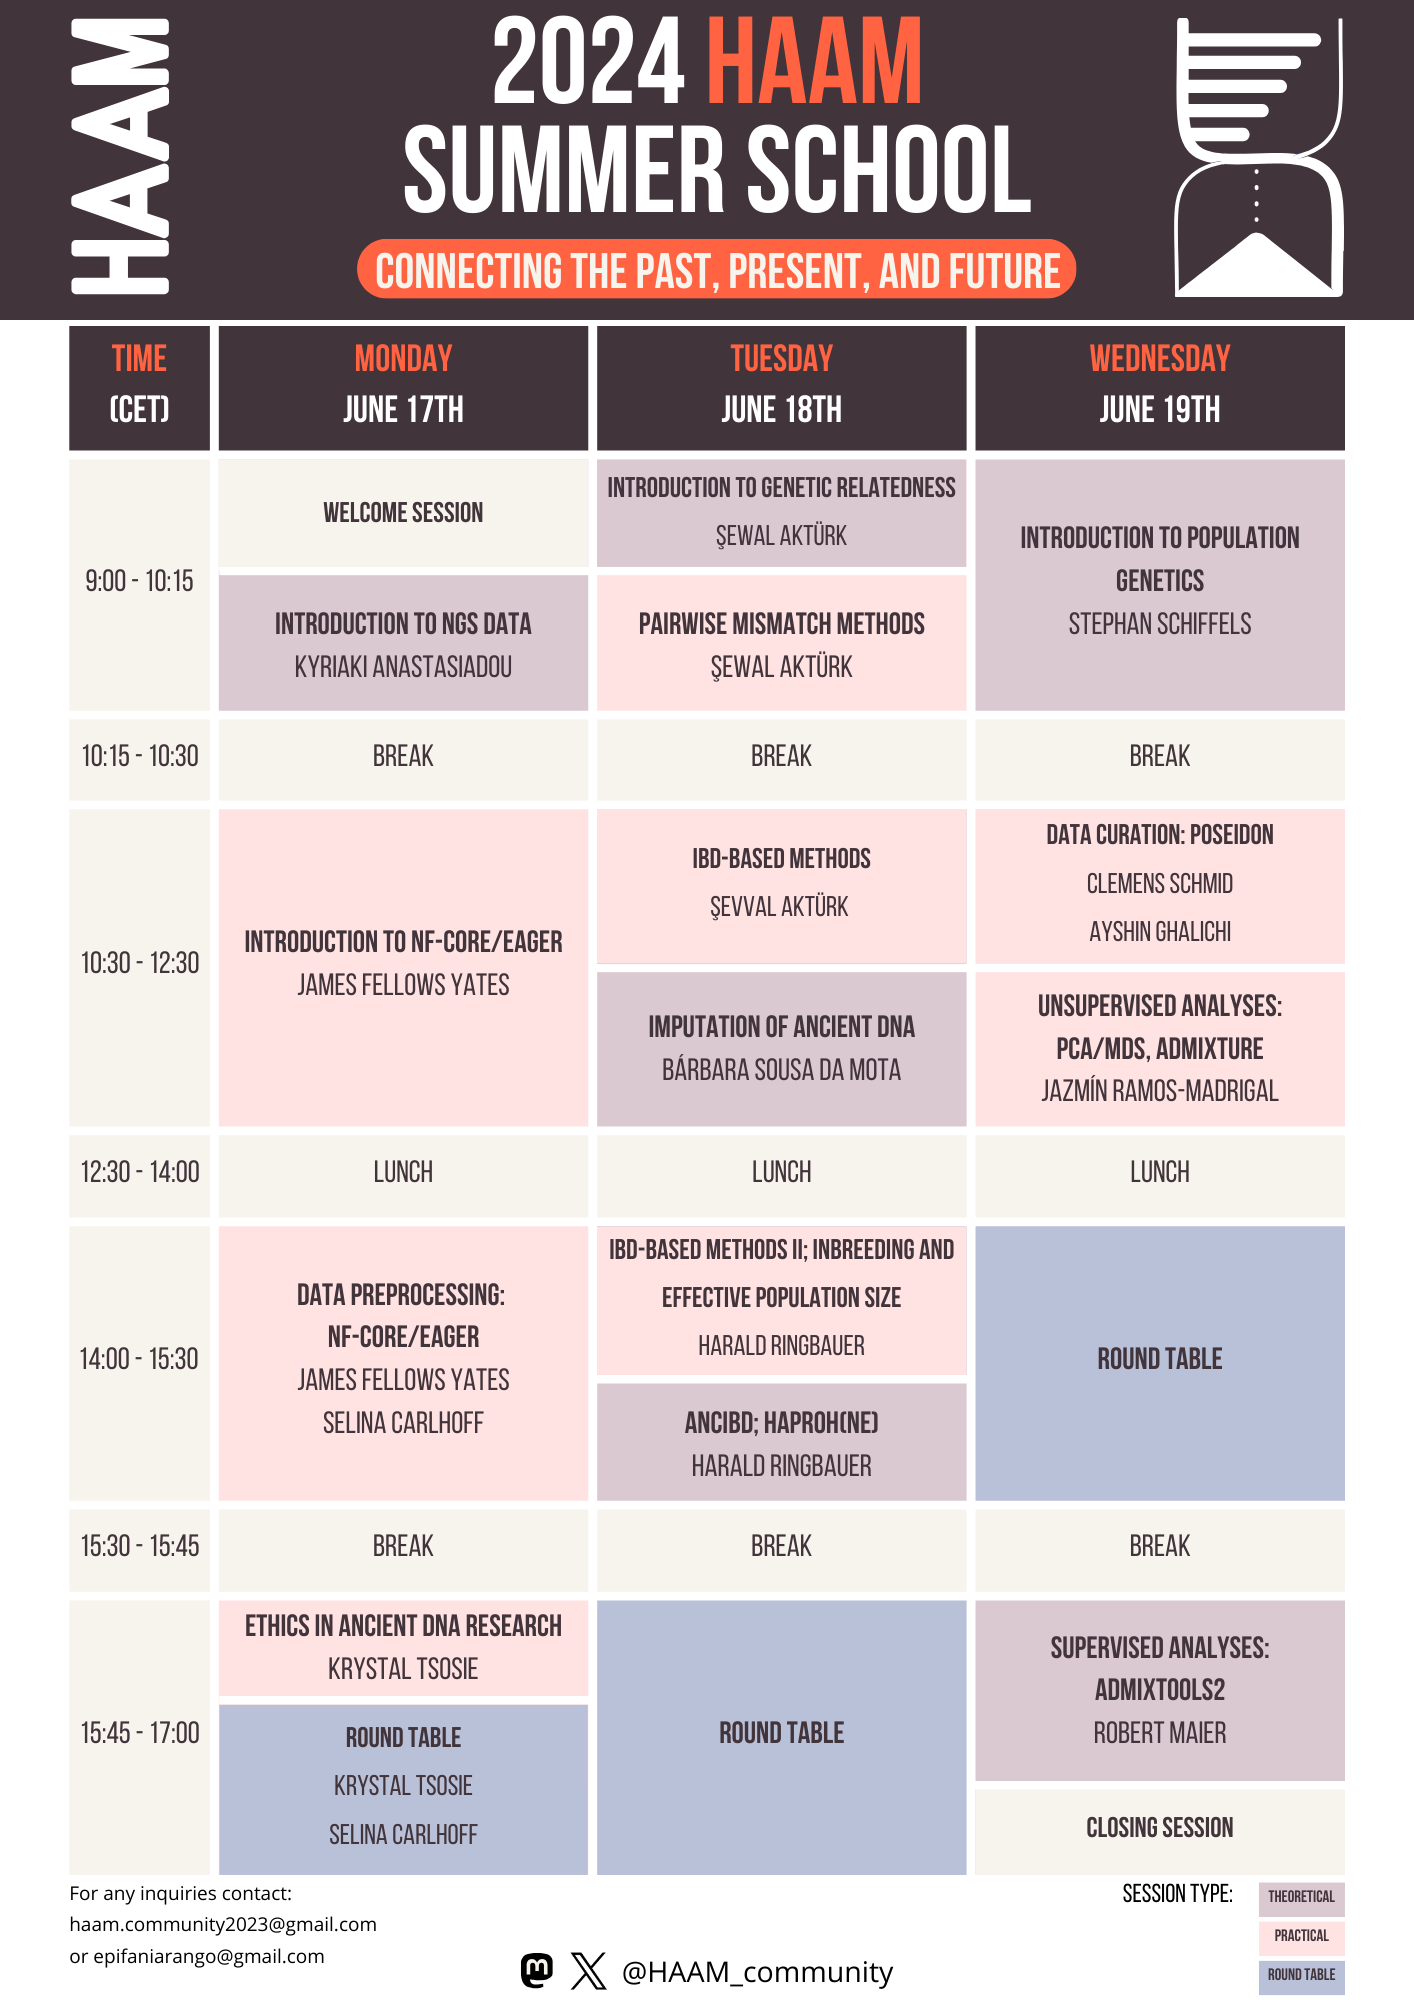 HAAM
2024 HAAM
SUMMER SCHOOL
CONNECTING THE PAST, PRESENT, AND FUTURE
TIME
(CET)
MONDAY
JUNE 17TH
TUESDAY
JUNE 18TH
WEDNESDAY
JUNE 19TH
9:00 - 10:15
WELCOME SESSION
INTRODUCTION TO NGS DATA
KYRIAKI ANASTASIADOU
INTRODUCTION TO GENETIC RELATEDNESS
ŞEWAL AKTÜRK
PAIRWISE MISMATCH METHODS
ŞEWAL AKTÜRK
INTRODUCTION TO POPULATION
GENETICS
STEPHAN SCHIFFELS
10:15 - 10:30
BREAK
BREAK
BREAK
10:30 - 12:30
INTRODUCTION TO NF-CORE/EAGER
JAMES FELLOWS YATES
IBD-BASED METHODS
ŞEVVAL AKTÜRK
IMPUTATION OF ANCIENT DNA
BÁRBARA SOUSA DA MOTA
DATA CURATION: POSEIDON
CLEMENS SCHMID
AYSHIN GHALICHI
UNSUPERVISED ANALYSES:
PCA/MDS, ADMIXTURE
JAZMÍN RAMOS-MADRIGAL
12:30 - 14:00
LUNCH
LUNCH
LUNCH
14:00 - 15:30
DATA PREPROCESSING:
NF-CORE/EAGER
JAMES FELLOWS YATES
SELINA CARLHOFF
IBD-BASED METHODS II; INBREEDING AND
EFFECTIVE POPULATION SIZE
HARALD RINGBAUER
ANCIBD; HAPROH(NE)
HARALD RINGBAUER
ROUND TABLE
15:30 - 15:45
BREAK
BREAK
BREAK
15:45 - 17:00
ETHICS IN ANCIENT DNA RESEARCH
KRYSTAL TSOSIE
ROUND TABLE
KRYSTAL TSOSIE
SELINA CARLHOFF
ROUND TABLE
SUPERVISED ANALYSES:
ADMIXTOOLS2
ROBERT MAIER
CLOSING SESSION
For any inquiries contact:
haam.community2023@gmail.com
or epifaniarango@gmail.com
@HAAM_community
SESSION TYPE:
THEORETICAL
PRACTICAL
ROUND TABLE